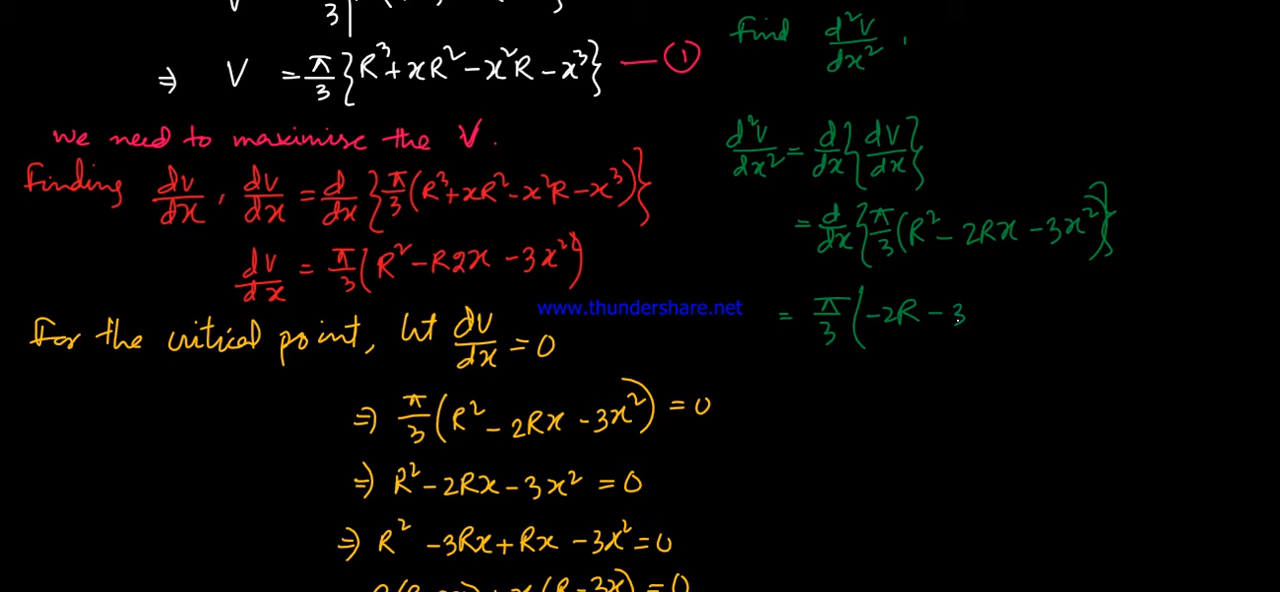 ⇒ V = π/3 {R³ + xR² - x²R - x³} — ①
we need to maximise the V.
Finding dv/dx, dv/dx = d/dx {π/3 (R³ + xR² - x²R - x³)}
dv/dx = π/3 (R² - R2x - 3x²)
For the critical point, let dv/dx = 0
⇒ π/3 (R² - 2Rx - 3x²) = 0
⇒ R² - 2Rx - 3x² = 0
⇒ R² - 3Rx + Rx - 3x² = 0
+ x(R - 3x) = 0
Find d²V/dx².
d²V/dx² = d/dx {dV/dx}
= d/dx {π/3 (R² - 2Rx - 3x²)}
= π/3 (-2R - 3
www.thundershare.net